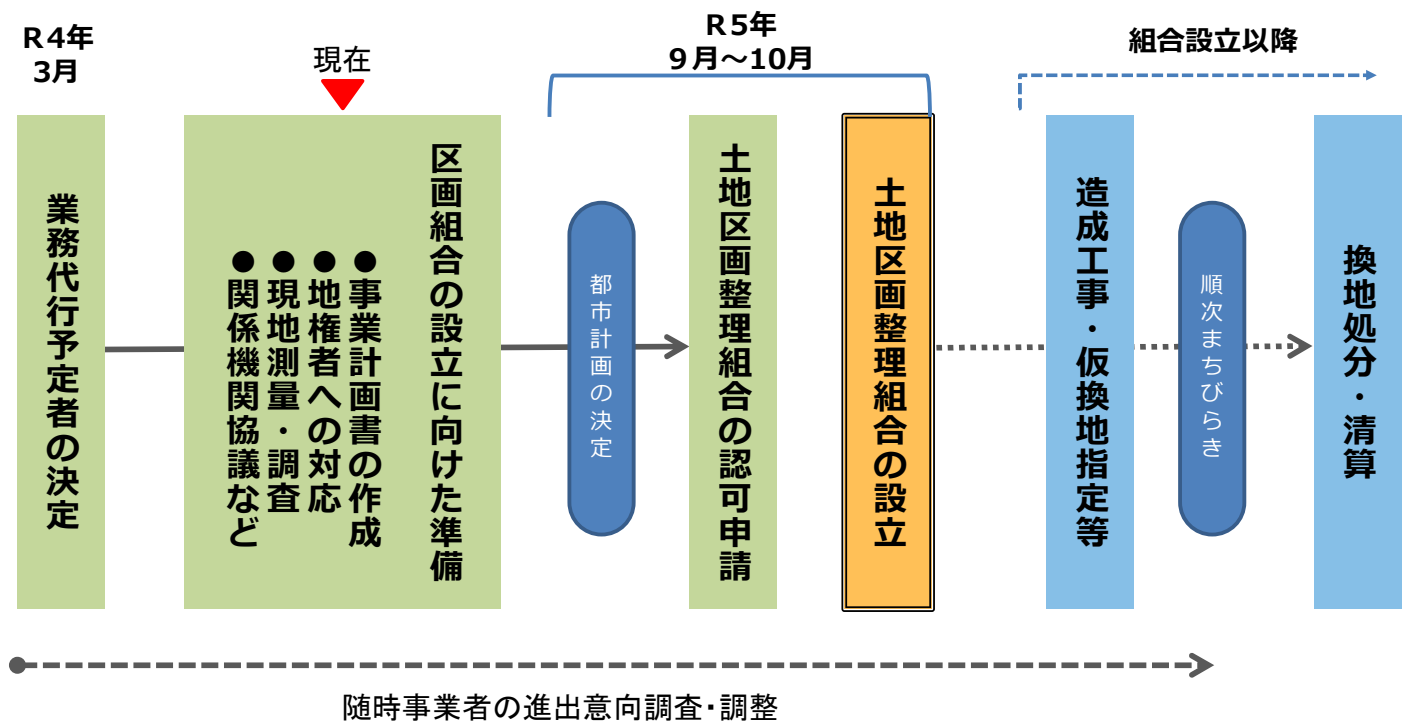 R4年
3月
現在
R5年
9月～10月
組合設立以降
業務代行予定者の決定
区画組合の設立に向けた準備
●事業計画書の作成
●地権者への対応
●現地測量・調査
●関係機関協議など
都市計画の決定
土地区画整理組合の認可申請
土地区画整理組合の設立
造成工事・仮換地指定等
順次まちびらき
換地処分・清算
随時事業者の進出意向調査・調整